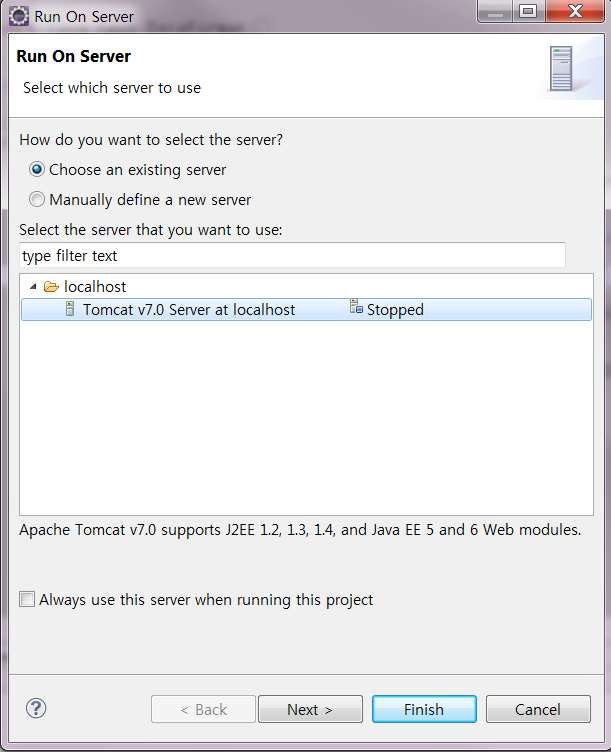 Run On Server
Run On Server
Select which server to use
How do you want to select the server?
Choose an existing server
Manually define a new server
Select the server that you want to use:
type filter text
localhost
Tomcat v7.0 Server at localhost Stopped
Apache Tomcat v7.0 supports J2EE 1.2, 1.3, 1.4, and Java EE 5 and 6 Web modules.
Always use this server when running this project
? < Back Next > Finish Cancel